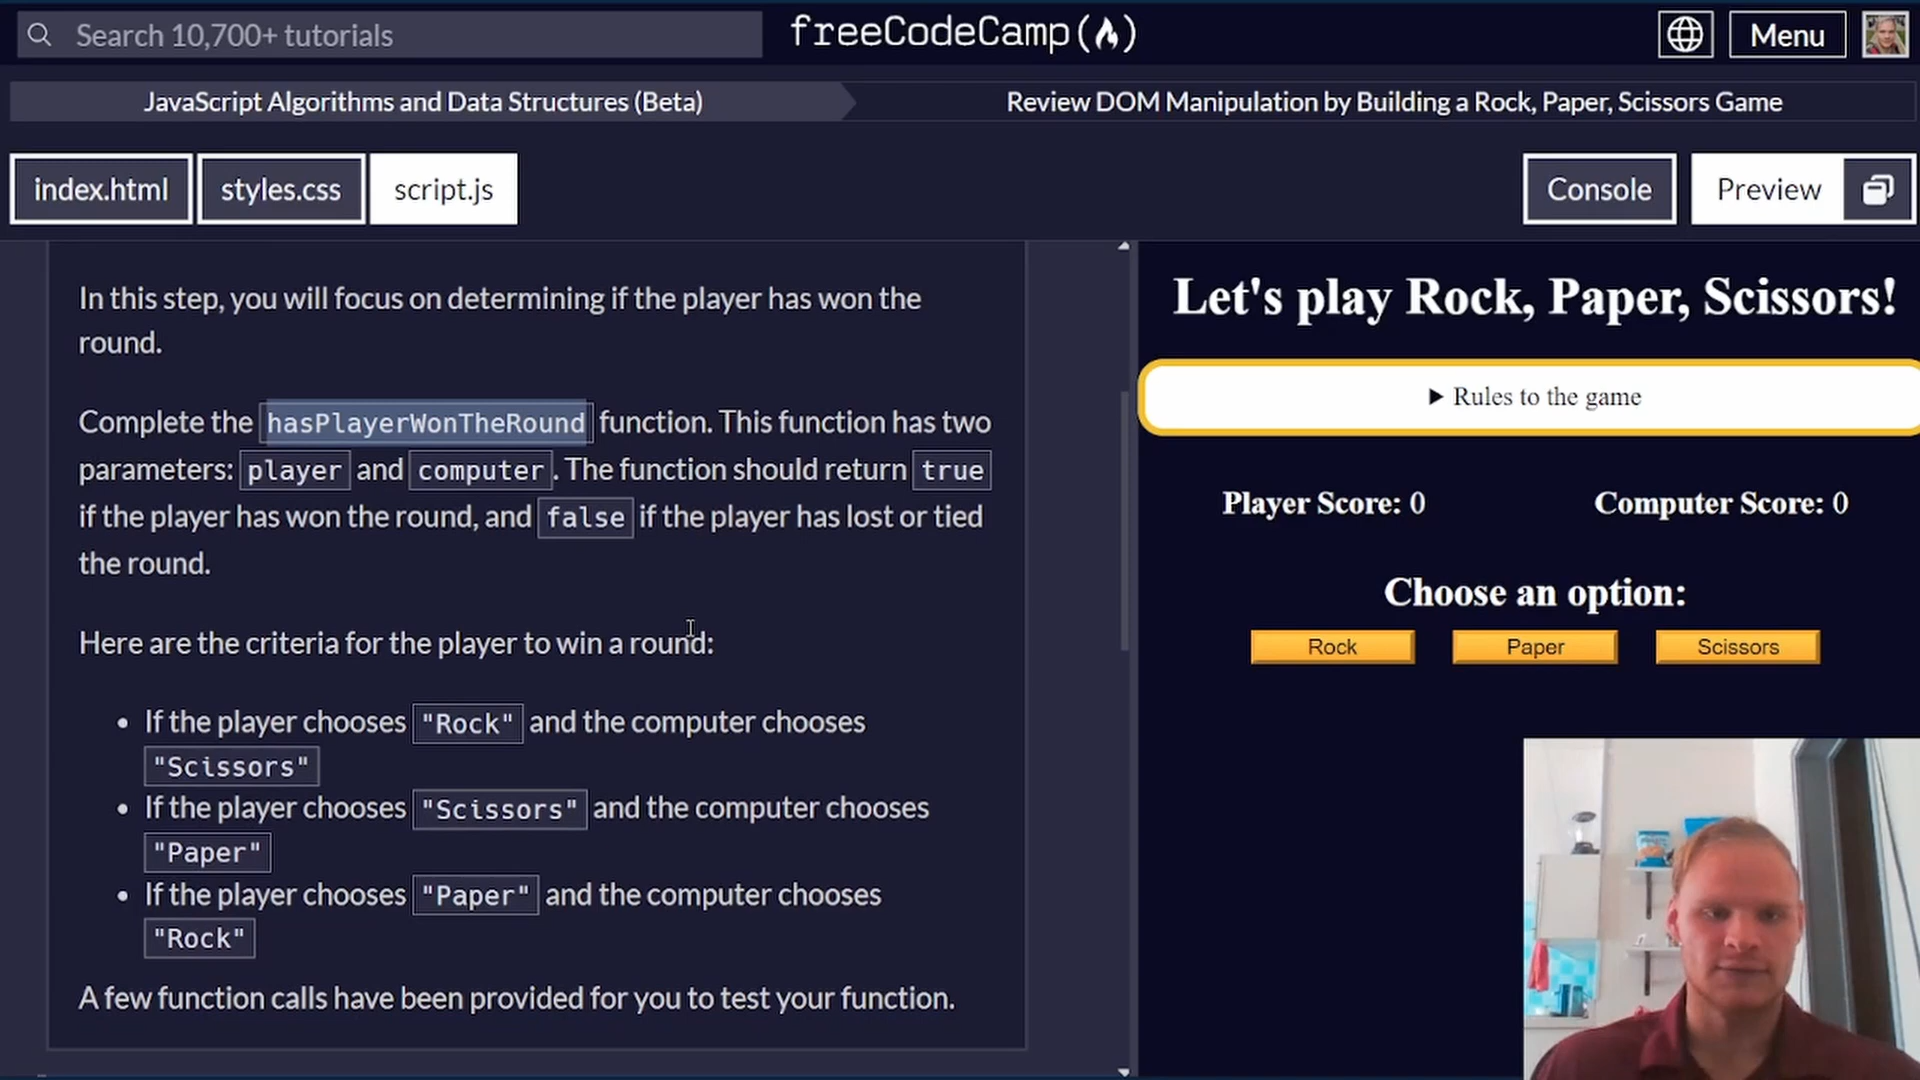 Search 10,700+ tutorials
freeCodeCamp
Menu
JavaScript Algorithms and Data Structures (Beta)
Review DOM Manipulation by Building a Rock, Paper, Scissors Game
index.html
styles.css
script.js
Console
Preview
In this step, you will focus on determining if the player has won the
round.
Complete the hasPlayerWonTheRound function. This function has two
parameters: player and computer. The function should return true
if the player has won the round, and false if the player has lost or tied
the round.
Here are the criteria for the player to win a round:
• If the player chooses "Rock" and the computer chooses
"Scissors"
• If the player chooses "Scissors" and the computer chooses
"Paper"
• If the player chooses "Paper" and the computer chooses
"Rock"
A few function calls have been provided for you to test your function.
Let's play Rock, Paper, Scissors!
▶ Rules to the game
Player Score: 0
Computer Score: 0
Choose an option:
Rock
Paper
Scissors